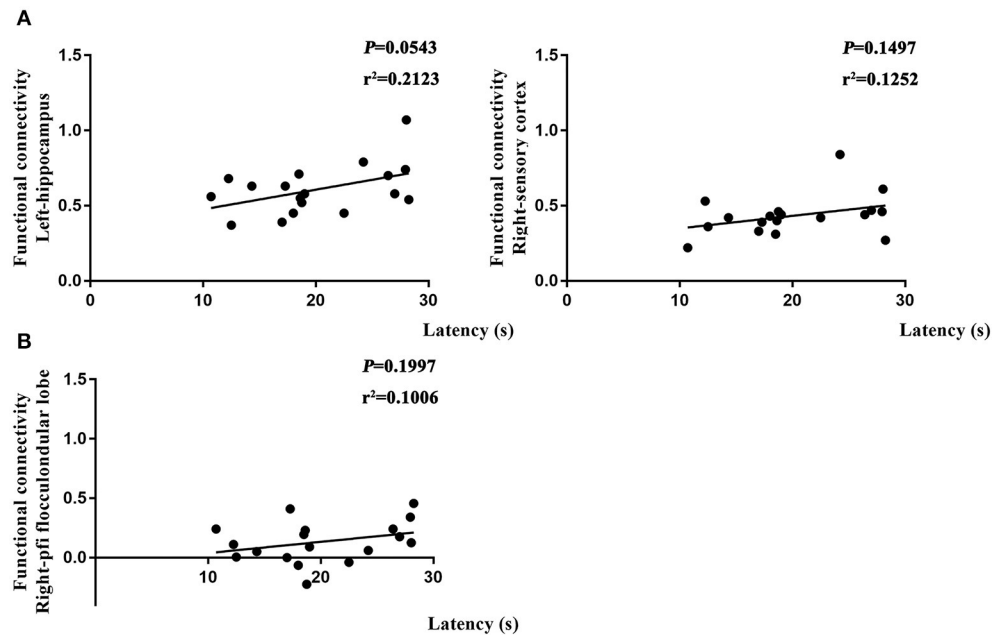 A
P=0.0543
r²=0.2123
Functional connectivity
Left-hippocampus
1.5
1.0
0.5
0.0
0
10
20
30
Latency (s)
P=0.1497
r²=0.1252
Functional connectivity
Right-sensory cortex
1.5
1.0
0.5
0.0
0
10
20
30
Latency (s)
B
P=0.1997
r²=0.1006
Functional connectivity
Right-pfi flocculondular lobe
1.5
1.0
0.5
0.0
10
20
30
Latency (s)